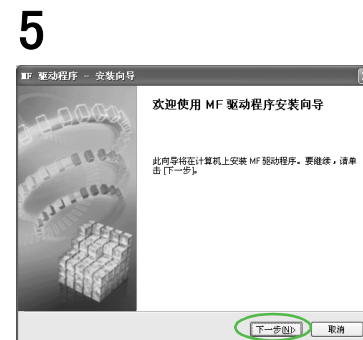 5
MF 驱动程序 - 安装向导
欢迎使用 MF 驱动程序安装向导
此向导将在计算机上安装 MF 驱动程序。要继续，请单
击 [下一步]。
下一步(N)>
取消